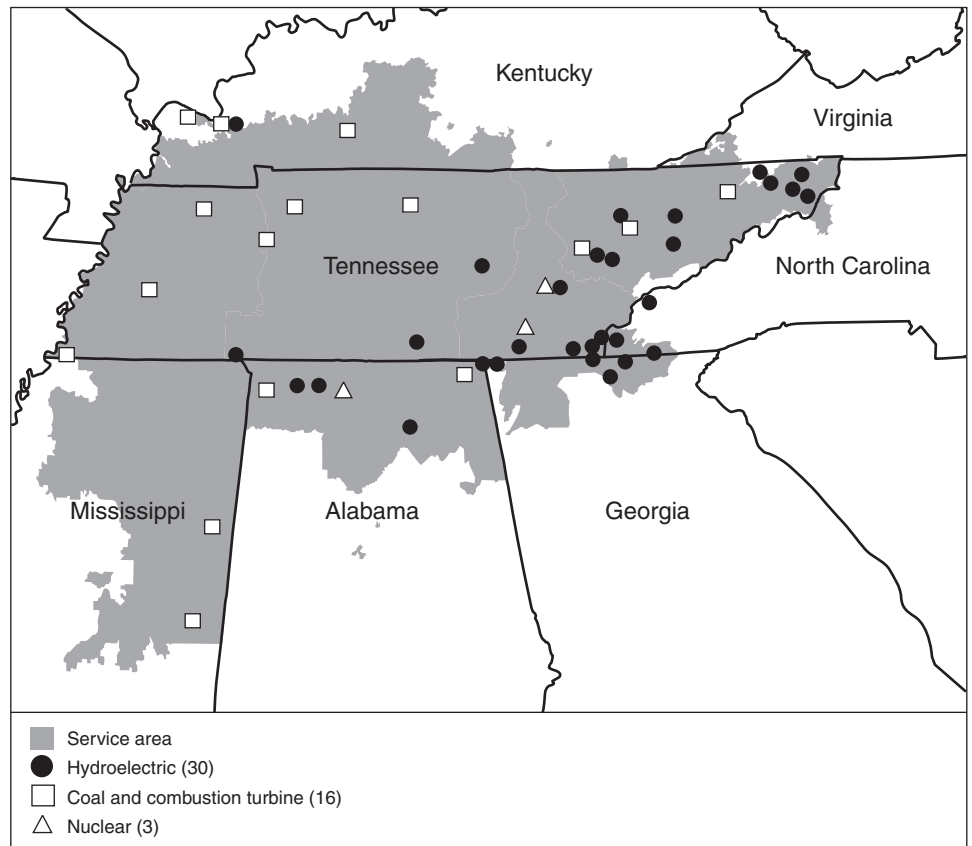 Kentucky
Virginia
Tennessee
North Carolina
Mississippi
Alabama
Georgia
Service area
Hydroelectric (30)
Coal and combustion turbine (16)
Nuclear (3)